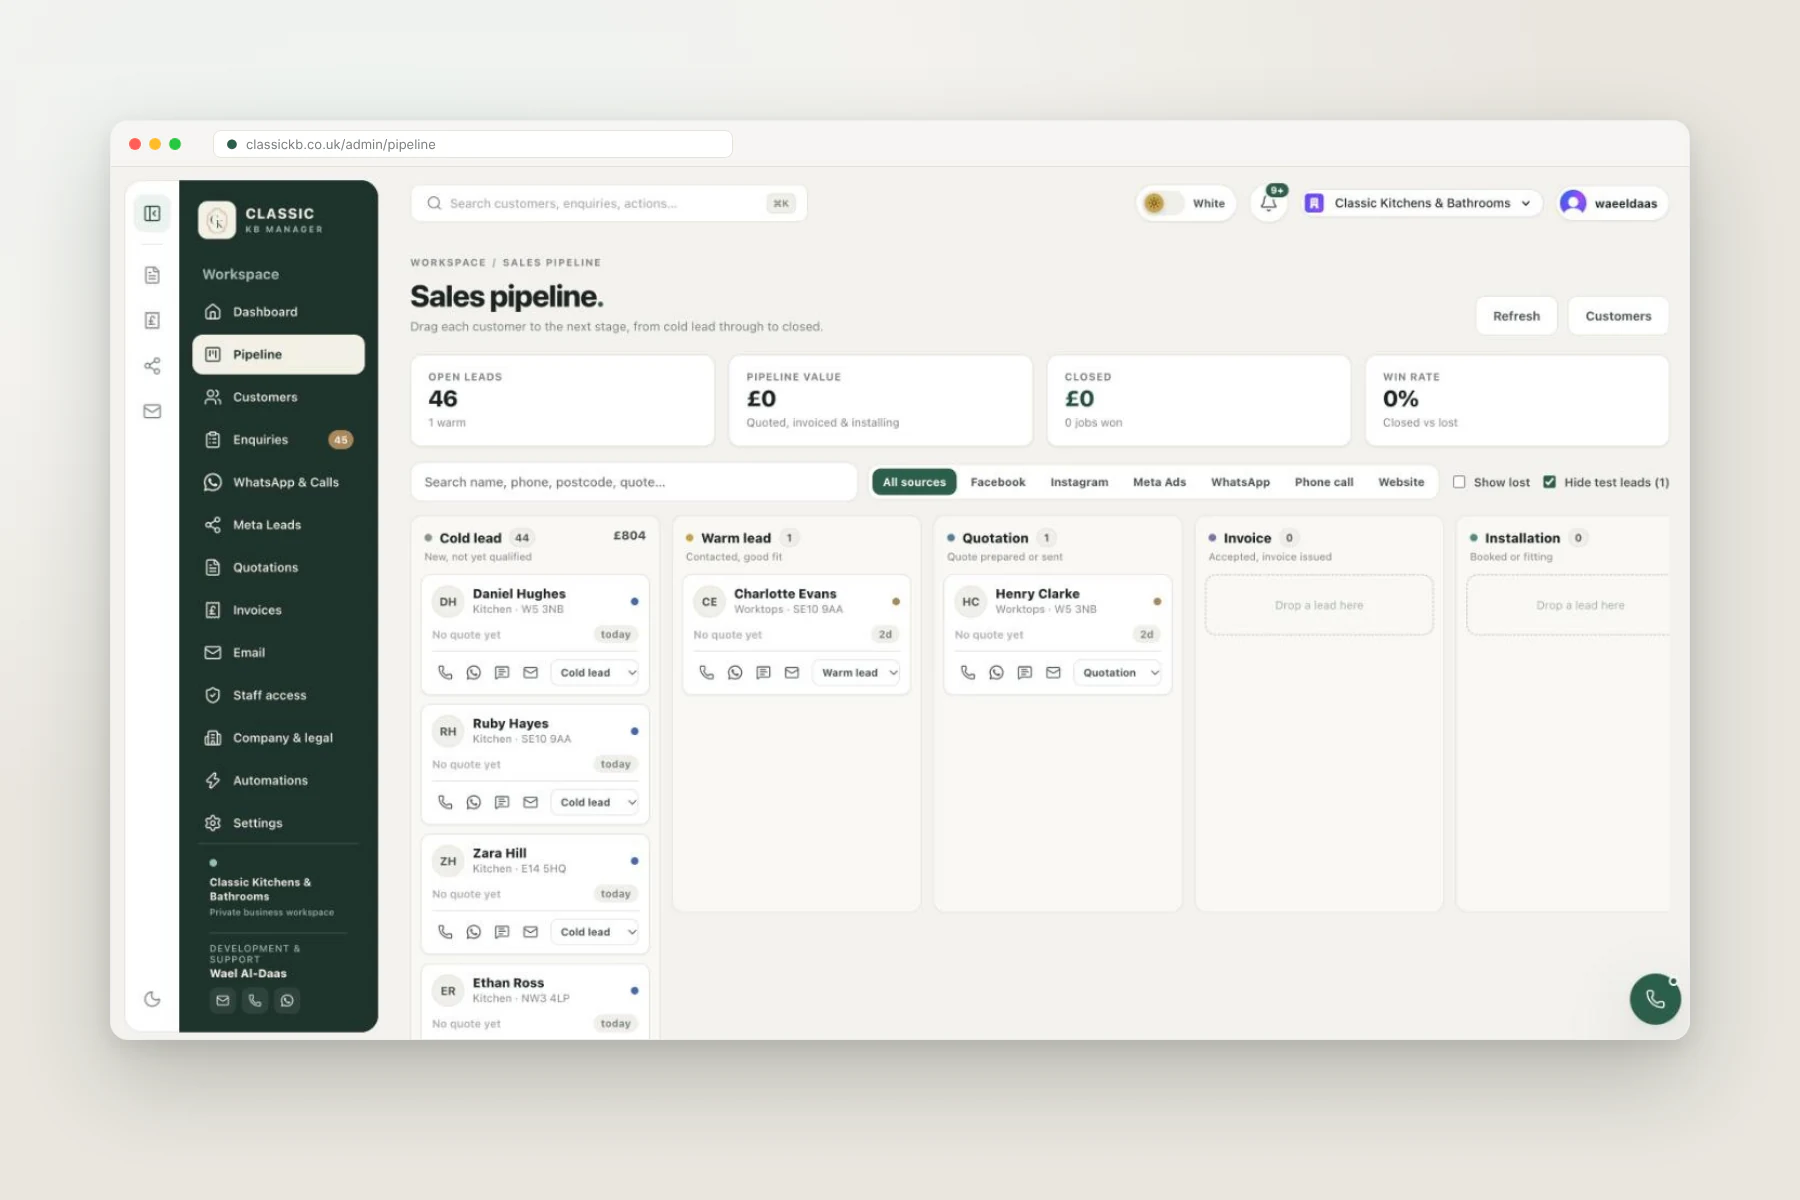 classickb.co.uk/admin/pipeline
CK
CLASSIC
KB MANAGER
Workspace
Dashboard
Pipeline
Customers
Enquiries 45
WhatsApp & Calls
Meta Leads
Quotations
Invoices
Email
Staff access
Company & legal
Automations
Settings
Classic Kitchens &
Bathrooms
Private business workspace
DEVELOPMENT &
SUPPORT
Wael Al-Daas
Search customers, enquiries, actions... ⌘K
White
9+
Classic Kitchens & Bathrooms
waeeldaas
WORKSPACE / SALES PIPELINE
Sales pipeline.
Drag each customer to the next stage, from cold lead through to closed.
Refresh
Customers
OPEN LEADS
46
1 warm
PIPELINE VALUE
£0
Quoted, invoiced & installing
CLOSED
£0
0 jobs won
WIN RATE
0%
Closed vs lost
Search name, phone, postcode, quote...
All sources Facebook Instagram Meta Ads WhatsApp Phone call Website
Show lost Hide test leads (1)
Cold lead 44 £804
New, not yet qualified
DH
Daniel Hughes
Kitchen · W5 3NB
No quote yet today
Cold lead
RH
Ruby Hayes
Kitchen · SE10 9AA
No quote yet today
Cold lead
ZH
Zara Hill
Kitchen · E14 5HQ
No quote yet today
Cold lead
ER
Ethan Ross
Kitchen · NW3 4LP
No quote yet today
Warm lead 1
Contacted, good fit
CE
Charlotte Evans
Worktops · SE10 9AA
No quote yet 2d
Warm lead
Quotation 1
Quote prepared or sent
HC
Henry Clarke
Worktops · W5 3NB
No quote yet 2d
Quotation
Invoice 0
Accepted, invoice issued
Drop a lead here
Installation 0
Booked or fitting
Drop a lead here